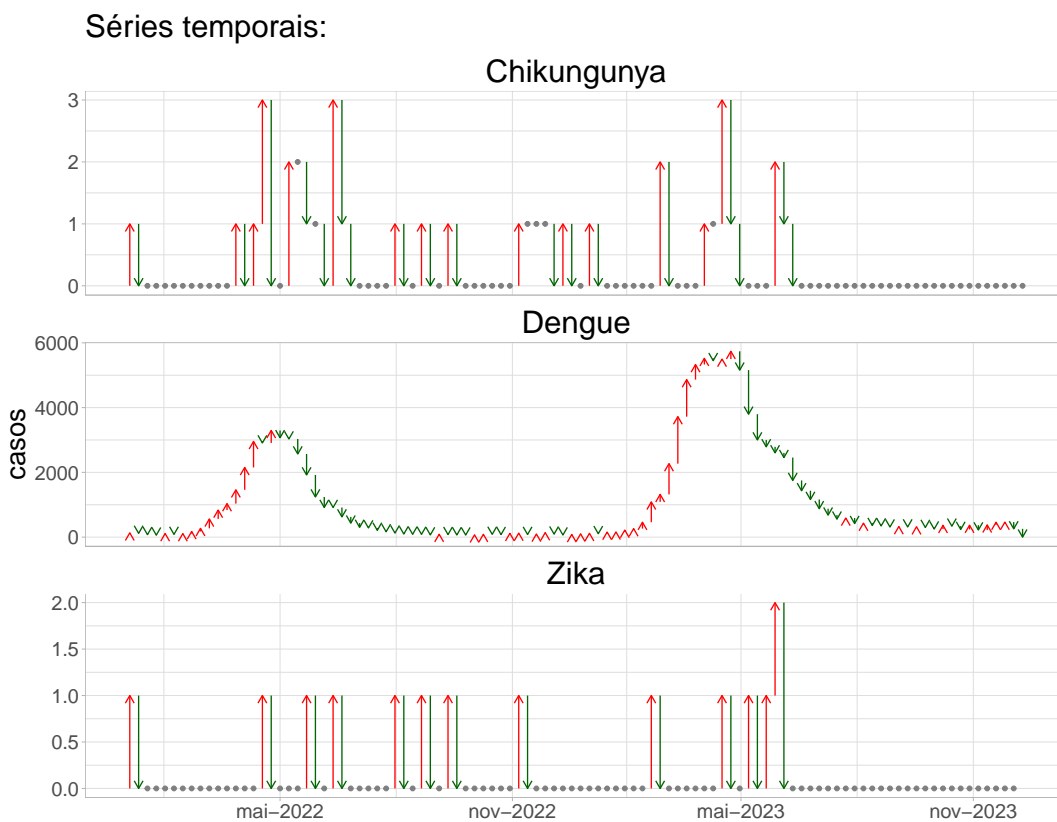 Séries temporais:
Chikungunya
3
2
1
0
Dengue
6000
4000
2000
0
casos
Zika
2.0
1.5
1.0
0.5
0.0
mai−2022 nov−2022 mai−2023 nov−2023